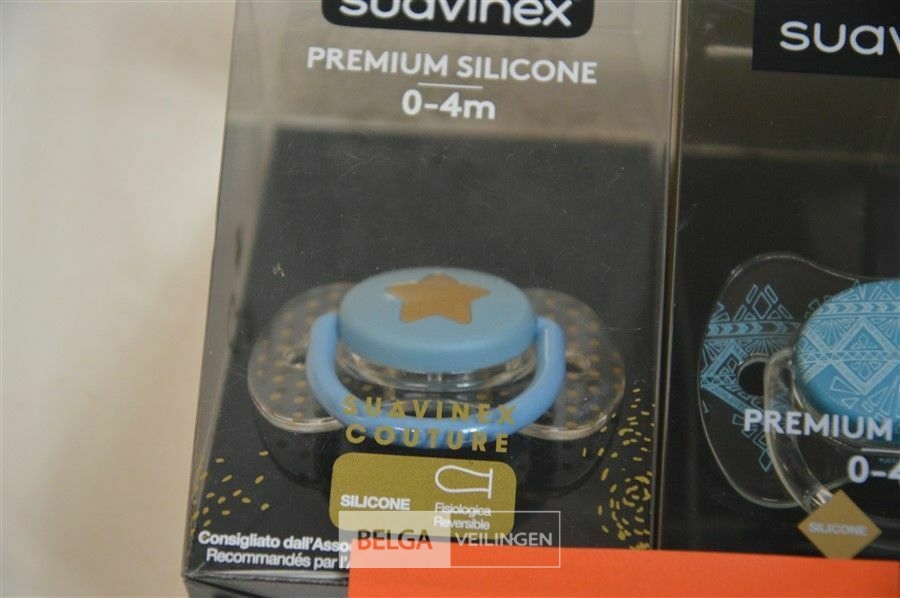 suavinex
PREMIUM SILICONE
0-4m
SUAVINEX
COUTURE
SILICONE
Fisiologica
Reversible
Consigliato dall'Asso
Recommandés par l'
BELGA VEILINGEN
suav
PREMIUM
0-4
SILICONE